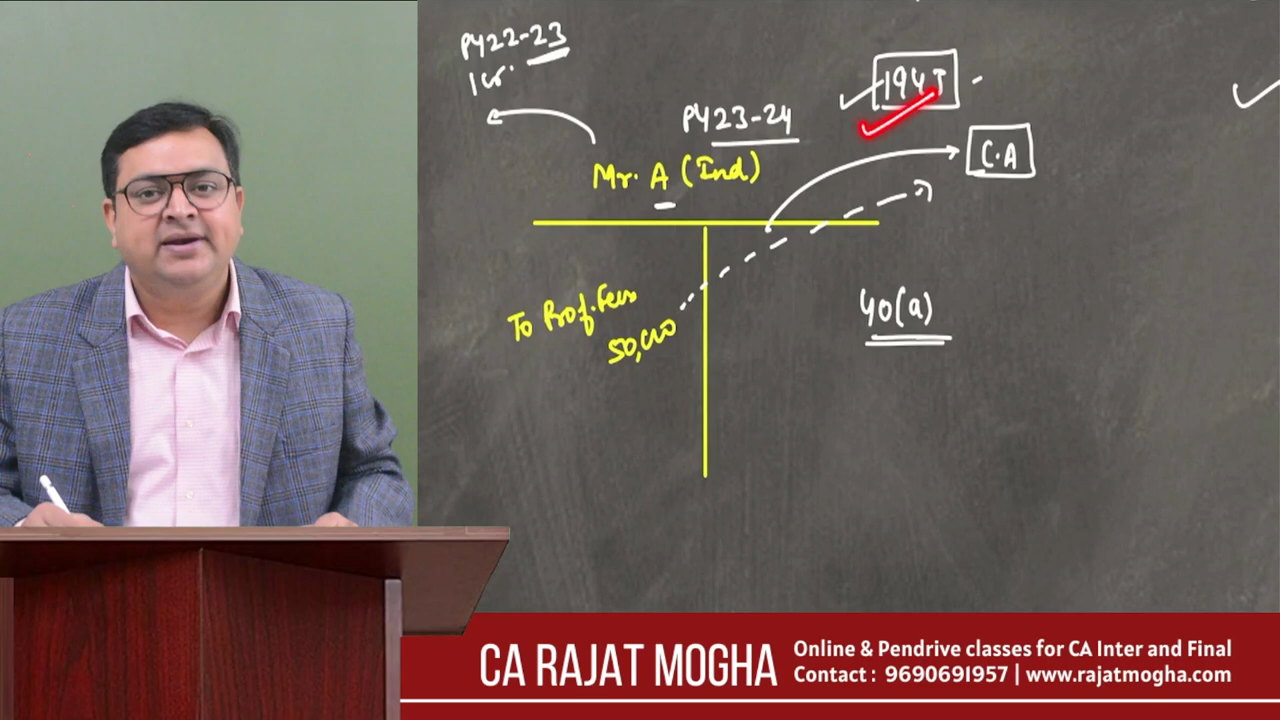 PY22-23
1cr.
194J
PY23-24
C.A
Mr. A (Ind)
To Prof. Fees
50,000
40(a)
CA RAJAT MOGHA
Online & Pendrive classes for CA Inter and Final
Contact : 9690691957 | www.rajatmogha.com